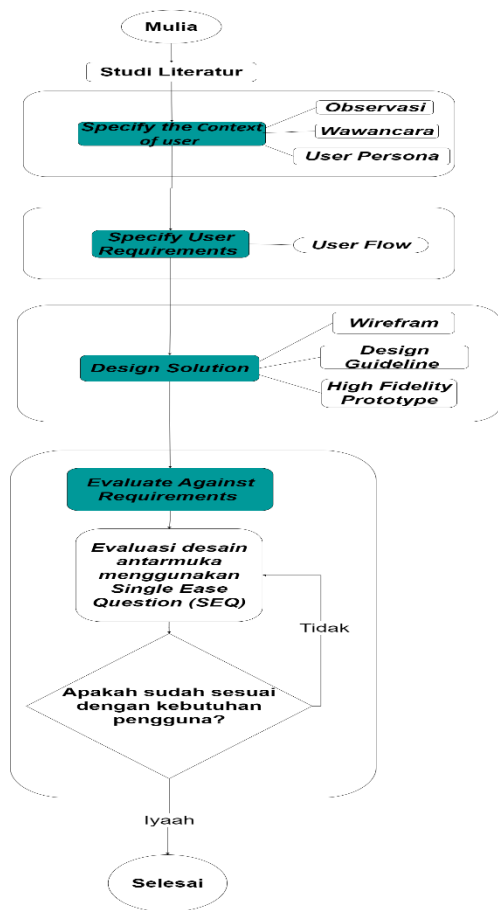 Mulia
Studi Literatur
Specify the Context
of user
Observasi
Wawancara
User Persona
Specify User
Requirements
User Flow
Design Solution
Wirefram
Design
Guideline
High Fidelity
Prototype
Evaluate Against
Requirements
Evaluasi desain
antarmuka
menggunakan
Single Ease
Question (SEQ)
Tidak
Apakah sudah sesuai
dengan kebutuhan
pengguna?
Iyaah
Selesai